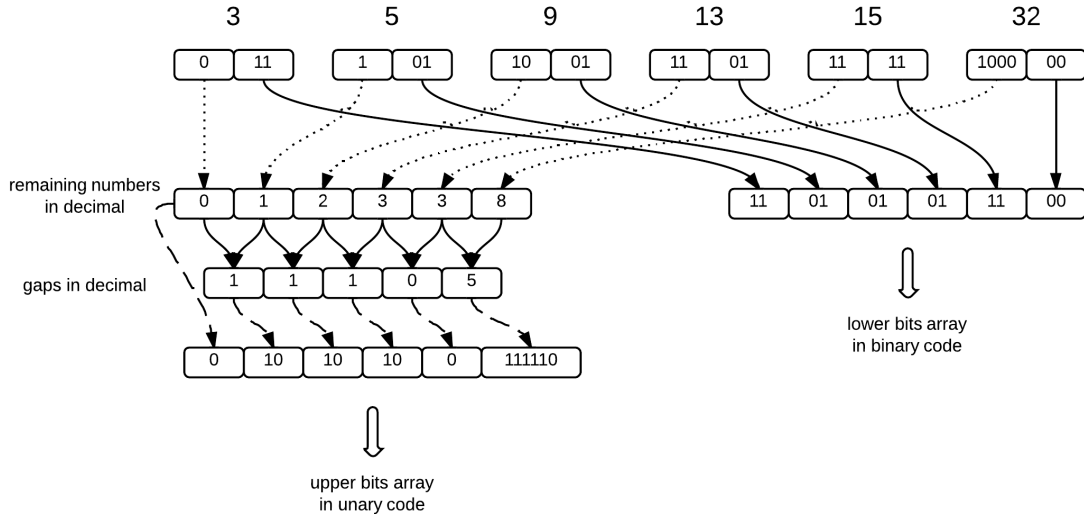 3 5 9 13 15 32
0 11 1 01 10 01 11 01 11 11 1000 00
remaining numbers
in decimal
0 1 2 3 3 8
11 01 01 01 11 00
gaps in decimal
1 1 1 0 5
lower bits array
in binary code
0 10 10 10 0 111110
upper bits array
in unary code